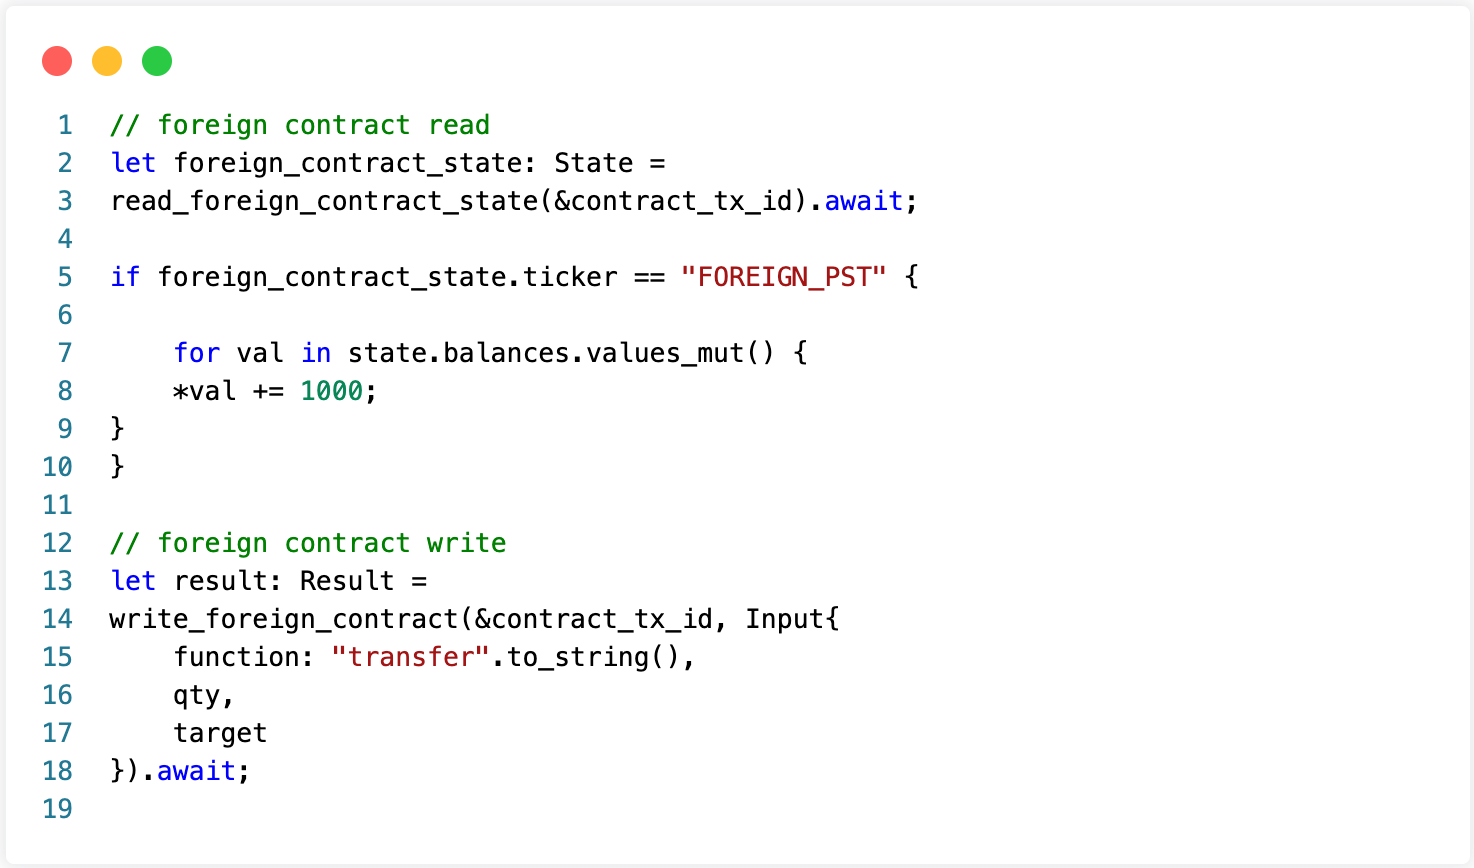 1 // foreign contract read
2 let foreign_contract_state: State =
3 read_foreign_contract_state(&contract_tx_id).await;
4
5 if foreign_contract_state.ticker == "FOREIGN_PST" {
6
7     for val in state.balances.values_mut() {
8     *val += 1000;
9 }
10 }
11
12 // foreign contract write
13 let result: Result =
14 write_foreign_contract(&contract_tx_id, Input{
15     function: "transfer".to_string(),
16     qty,
17     target
18 }).await;
19